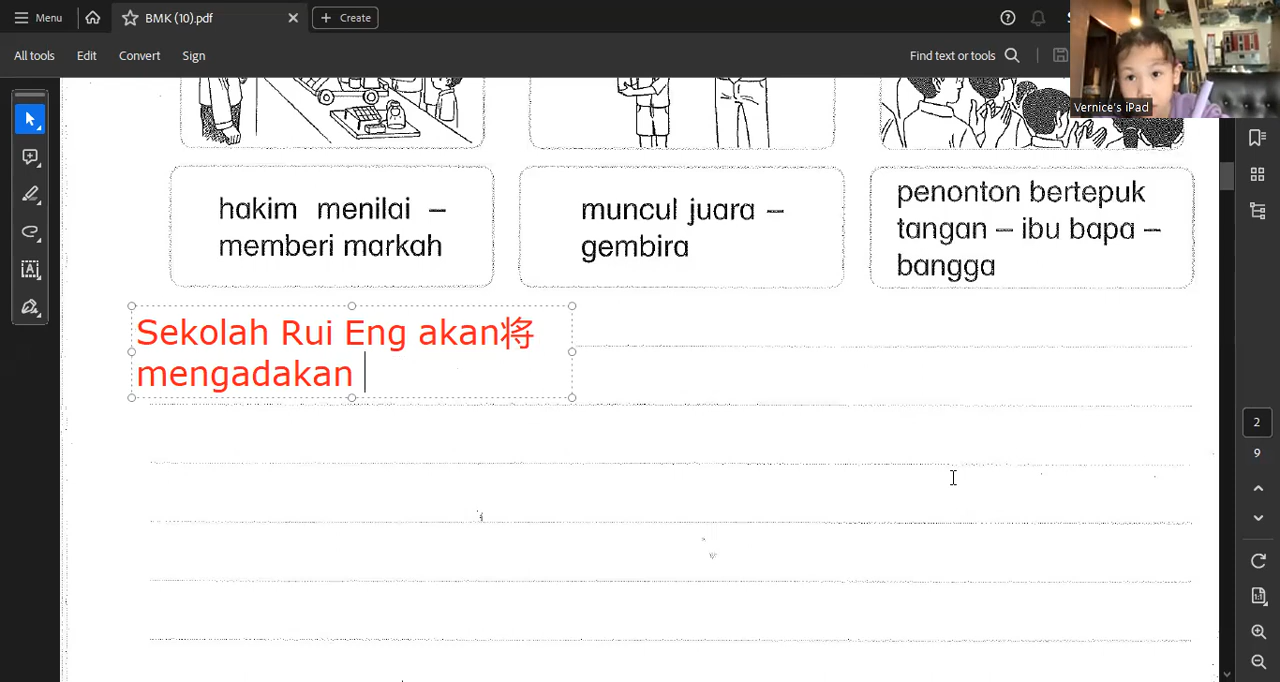 Menu
BMK (10).pdf
Create
All tools
Edit
Convert
Sign
Find text or tools
Vernice's iPad
hakim menilai –
memberi markah
muncul juara –
gembira
penonton bertepuk
tangan – ibu bapa –
bangga
Sekolah Rui Eng akan将
mengadakan
2
9